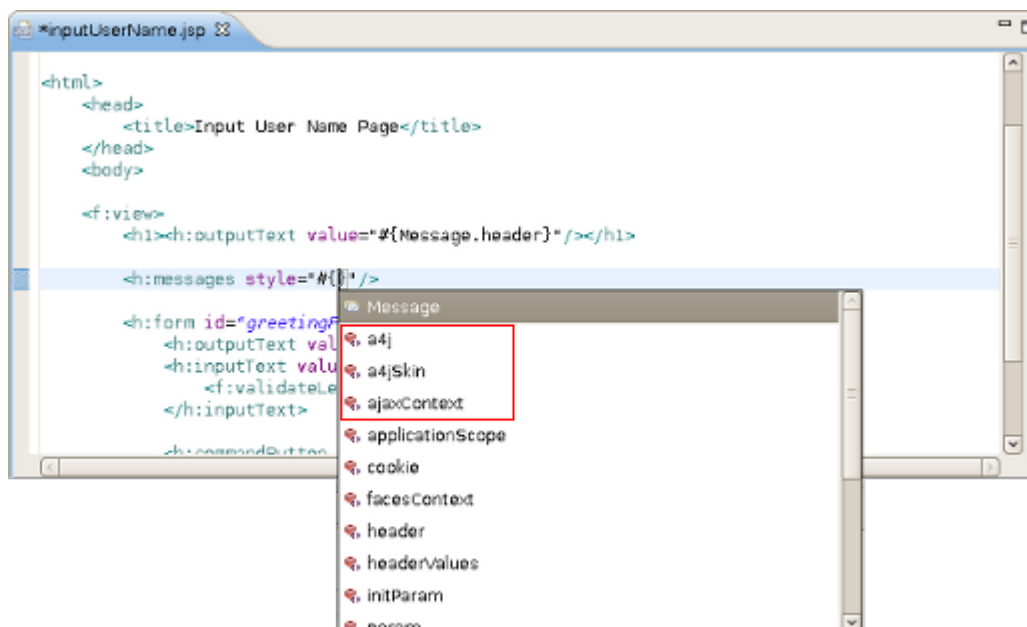 *inputUserName.jsp
<html>
<head>
<title>Input User Name Page</title>
</head>
<body>
<f:view>
<h1><h:outputText value="#{Message.header}"/></h1>
<h:messages style="#{}"/>
<h:form id="greetingF
<h:outputText val
<h:inputText valu
<f:validateLe
</h:inputText>
<h:commandButton
Message
a4j
a4jSkin
ajaxContext
applicationScope
cookie
facesContext
header
headerValues
initParam
param